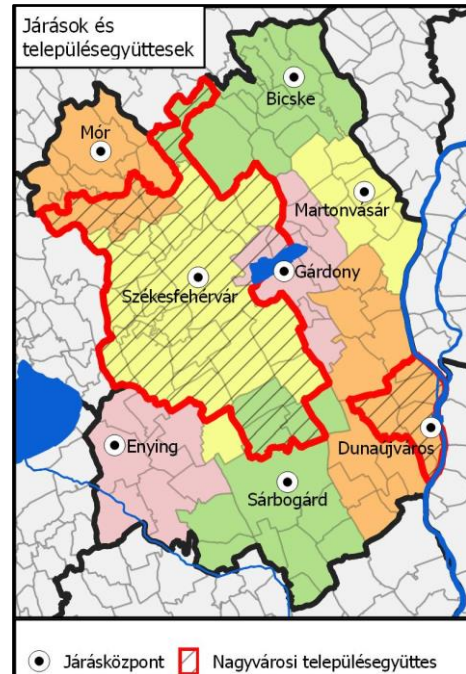 Járások és
településegyüttesek
Bicske
Mór
Martonvásár
Székesfehérvár
Gárdony
Enying
Dunaújváros
Sárbogárd
Járásközpont
Nagyvárosi településegyüttes